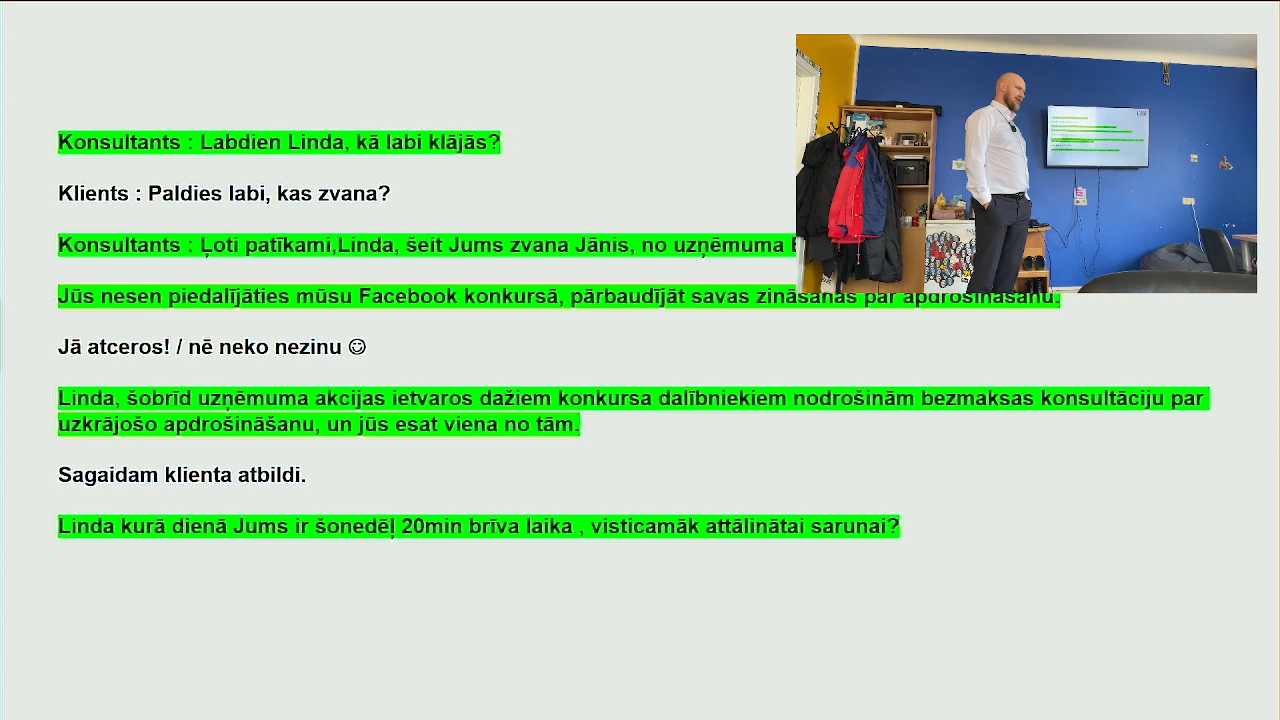 Konsultants : Labdien Linda, kā labi klājās?
Klients : Paldies labi, kas zvana?
Konsultants : Ļoti patīkami,Linda, šeit Jums zvana Jānis, no uzņēmuma
Jūs nesen piedalījāties mūsu Facebook konkursā, pārbaudījāt savas zināšanas par apdrošināšanu.
Jā atceros! / nē neko nezinu ☺
Linda, šobrīd uzņēmuma akcijas ietvaros dažiem konkursa dalībniekiem nodrošinām bezmaksas konsultāciju par
uzkrājošo apdrošināšanu, un jūs esat viena no tām.
Sagaidam klienta atbildi.
Linda kurā dienā Jums ir šonedēļ 20min brīva laika , visticamāk attālinātai sarunai?